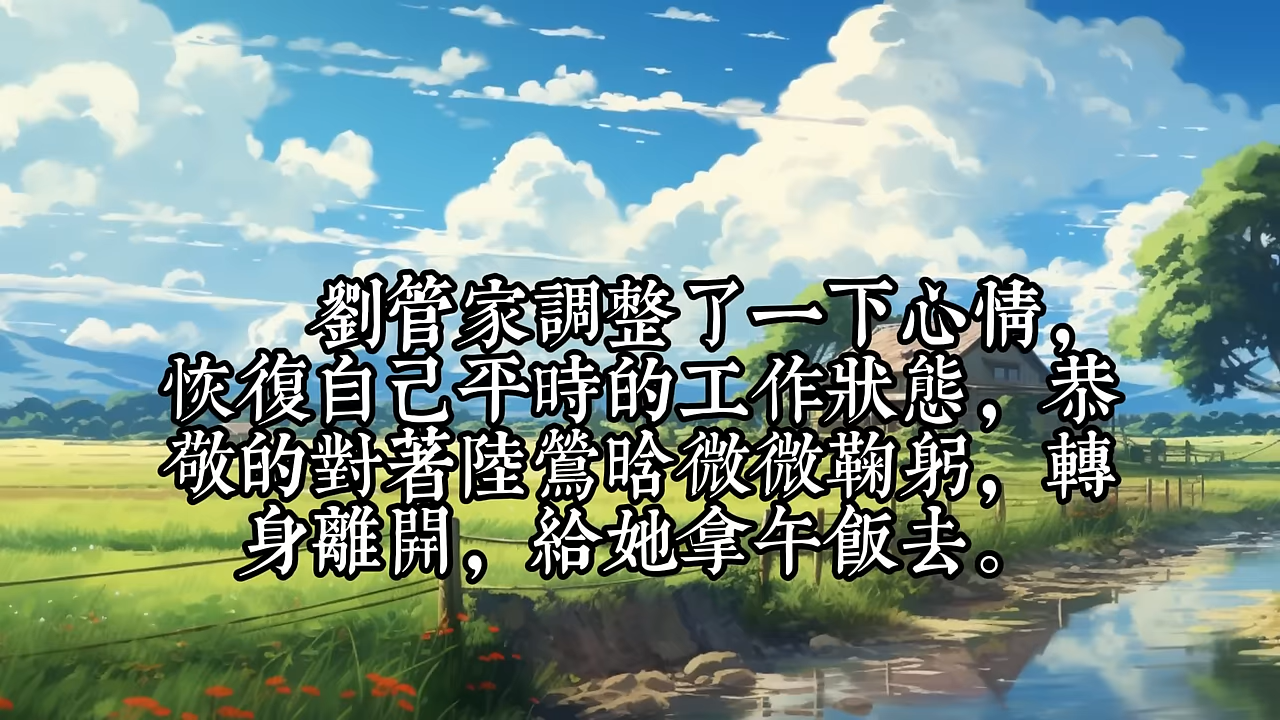 劉管家調整了一下心情，
恢復自己平時的工作狀態，恭
敬的對著陸鶯晗微微鞠躬，轉
身離開，給她拿午飯去。